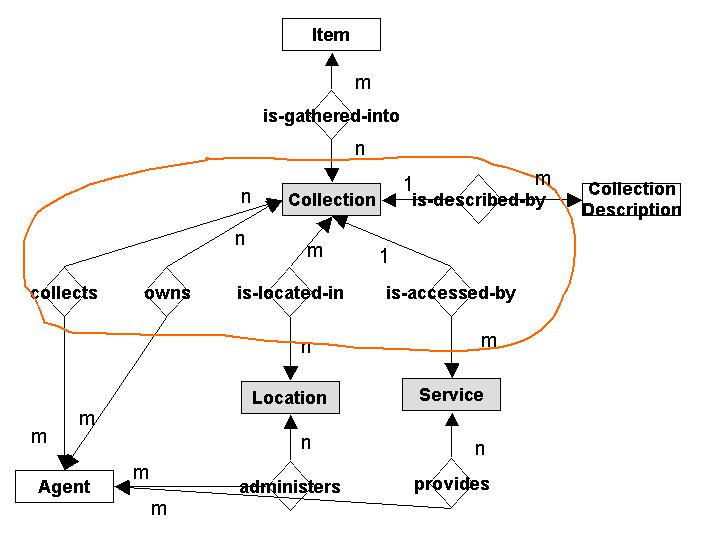 Item
m
is-gathered-into
n
Collection
1
is-described-by
m
Collection
Description
n
n
m
1
collects
owns
is-located-in
is-accessed-by
n
m
Location
Service
m
m
n
n
Agent
m
administers
provides
m